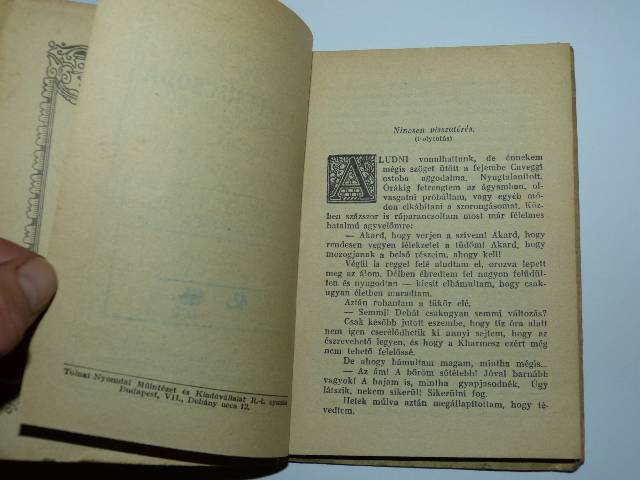 Tolnai Nyomdai Műintézet és Kiadóvállalat R.-t. nyomása
Budapest, VII., Dohány ucca 12.
Nincsen visszatérés.
(Folytatás)
ALUDNI vonulhattunk, de énnekem
mégis szöget ütött a fejembe Caveggi
ostoba aggodalma. Nyugtalanított.
Órákig fetrengtem az ágyamban, ol-
vasgatni próbáltam, vagy egyéb mó-
don elkábítani a szorongásomat. Köz-
ben százszor is ráparancsoltam most már félelmes
hatalmú agyvelőmre:
— Akard, hogy verjen a szívem! Akard, hogy
rendesen vegyen lélekzetet a tüdőm! Akard, hogy
mozogjanak a belső részeim, ahogy kell!
Végül is reggel felé aludtam el, orozva lepett
meg az álom. Délben ébredtem fel nagyon felüdül-
ten és nyugodtan — kicsit elbámultam, hogy csak-
ugyan életben maradtam.
Aztán rohantam a tükör elé.
— Semmi! Dehát csakugyan semmi változás?
Csak később jutott eszembe, hogy tíz óra alatt
nem igen cserélődhetik ki annyi sejtem, hogy az
észrevehető legyen, és hogy a Kharmesz ezért még
nem tehető felelőssé.
De ahogy bámultam magam, mintha mégis...
— Az ám! A bőröm sötétebb! Jóval barnább
vagyok! A hajam is, mintha gyapjasodnék. Úgy
látszik, nekem sikerül! Sikerülni fog.
Hetek múlva aztán megállapítottam, hogy té-
vedtem.